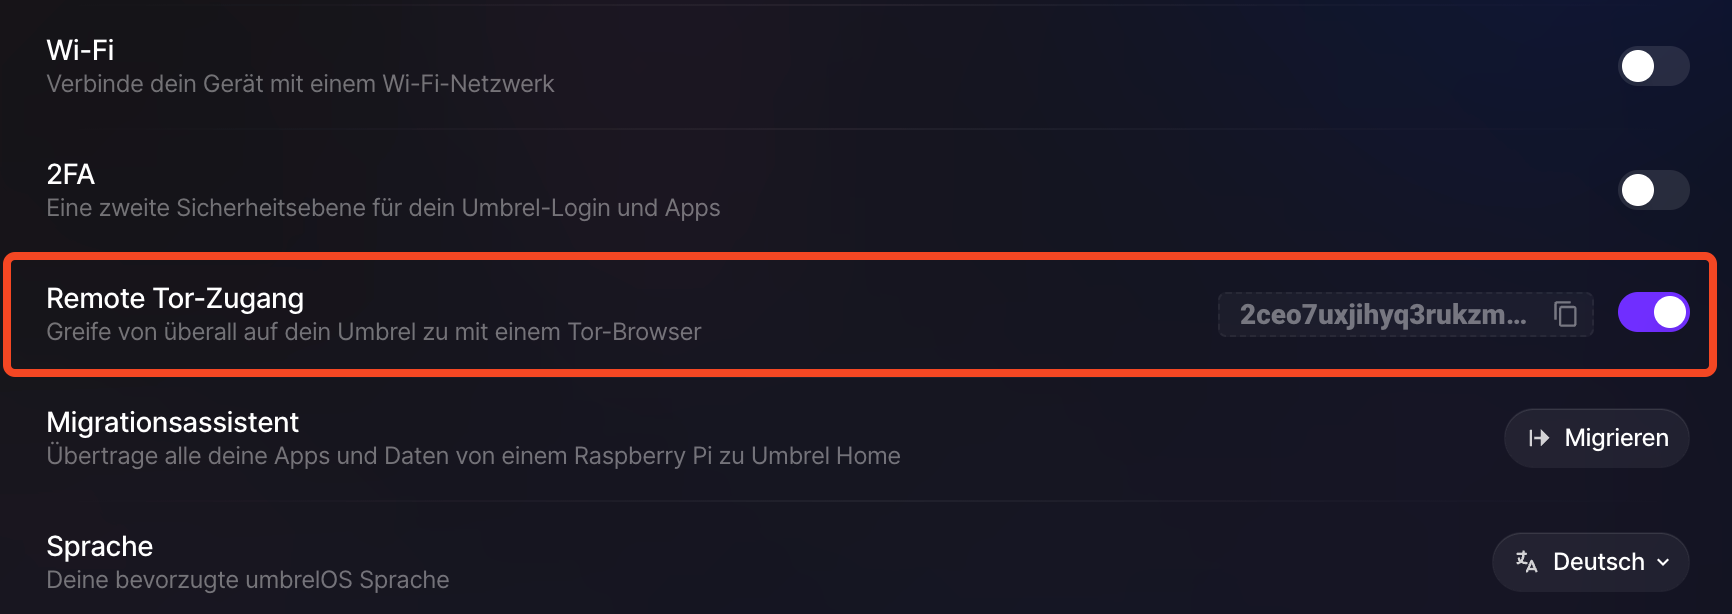 Wi-Fi
Verbinde dein Gerät mit einem Wi-Fi-Netzwerk
2FA
Eine zweite Sicherheitsebene für dein Umbrel-Login und Apps
Remote Tor-Zugang
Greife von überall auf dein Umbrel zu mit einem Tor-Browser
2ceo7uxjihyq3rukzm...
Migrationsassistent
Übertrage alle deine Apps und Daten von einem Raspberry Pi zu Umbrel Home
Migrieren
Sprache
Deine bevorzugte umbrelOS Sprache
Deutsch